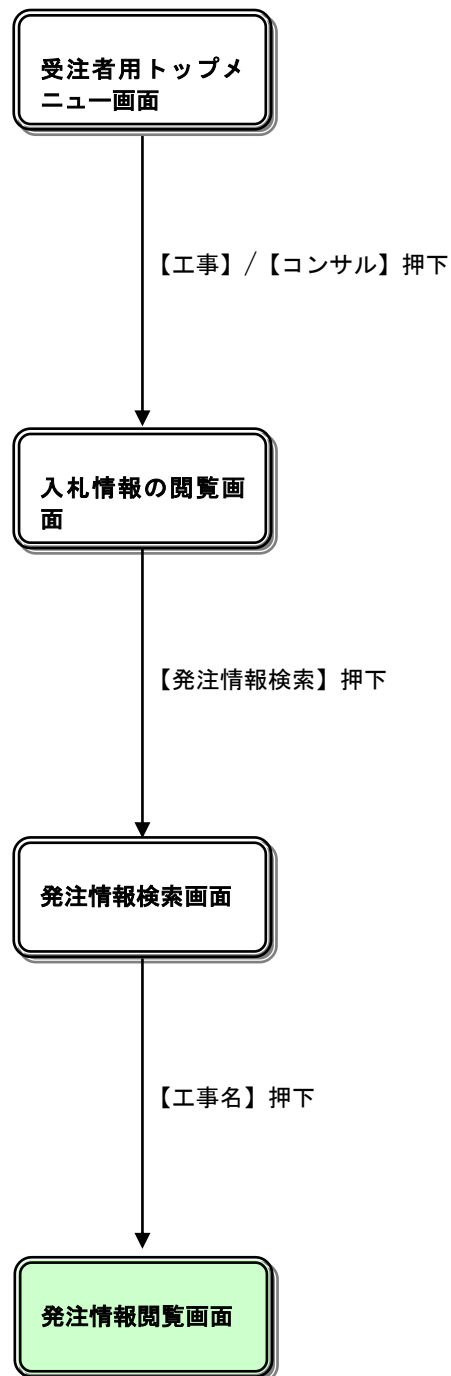 受注者用トップメ
ニュー画面
【工事】/【コンサル】押下
入札情報の閲覧画
面
【発注情報検索】押下
発注情報検索画面
【工事名】押下
発注情報閲覧画面